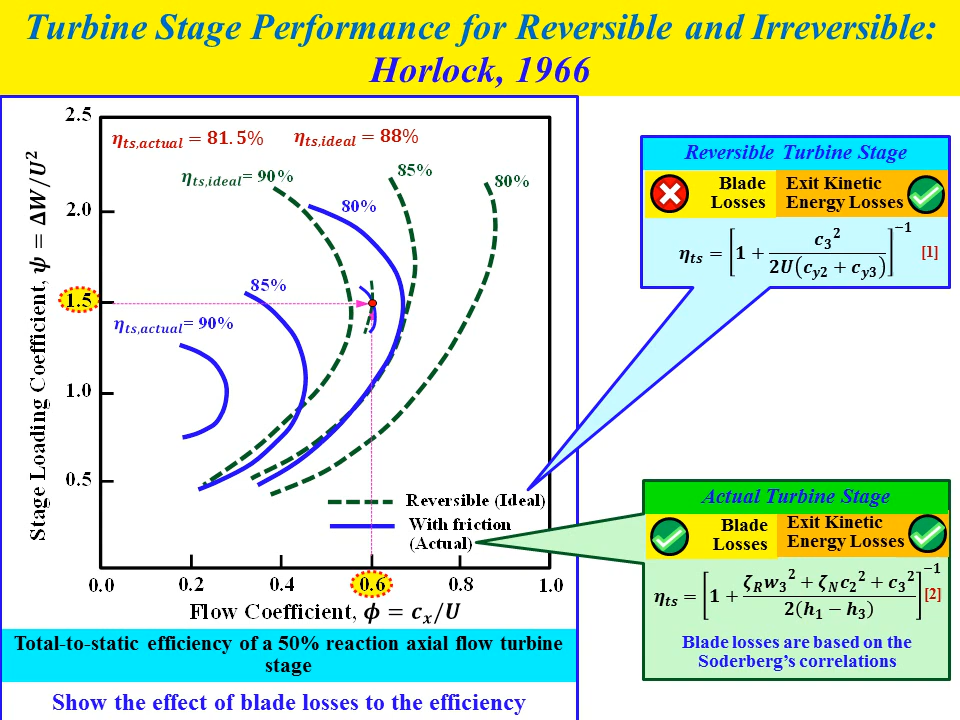 Turbine Stage Performance for Reversible and Irreversible:
Horlock, 1966
2.5
2.0
1.5
1.0
0.5
Stage Loading Coefficient, ψ = ΔW/U²
η_ts,actual = 81.5%
η_ts,ideal = 88%
η_ts,ideal = 90%
85%
80%
80%
85%
η_ts,actual = 90%
Reversible (Ideal)
With friction
(Actual)
0.0
0.2
0.4
0.6
0.8
1.0
Flow Coefficient, ϕ = c_x/U
Total-to-static efficiency of a 50% reaction axial flow turbine
stage
Show the effect of blade losses to the efficiency
Reversible Turbine Stage
Blade
Losses
Exit Kinetic
Energy Losses
η_ts = [1 + c₃² / 2U(c_y2 + c_y3)]⁻¹ [1]
Actual Turbine Stage
Blade
Losses
Exit Kinetic
Energy Losses
η_ts = [1 + (ζ_R w₃² + ζ_N c₂² + c₃²) / 2(h₁ − h₃)]⁻¹ [2]
Blade losses are based on the
Soderberg's correlations